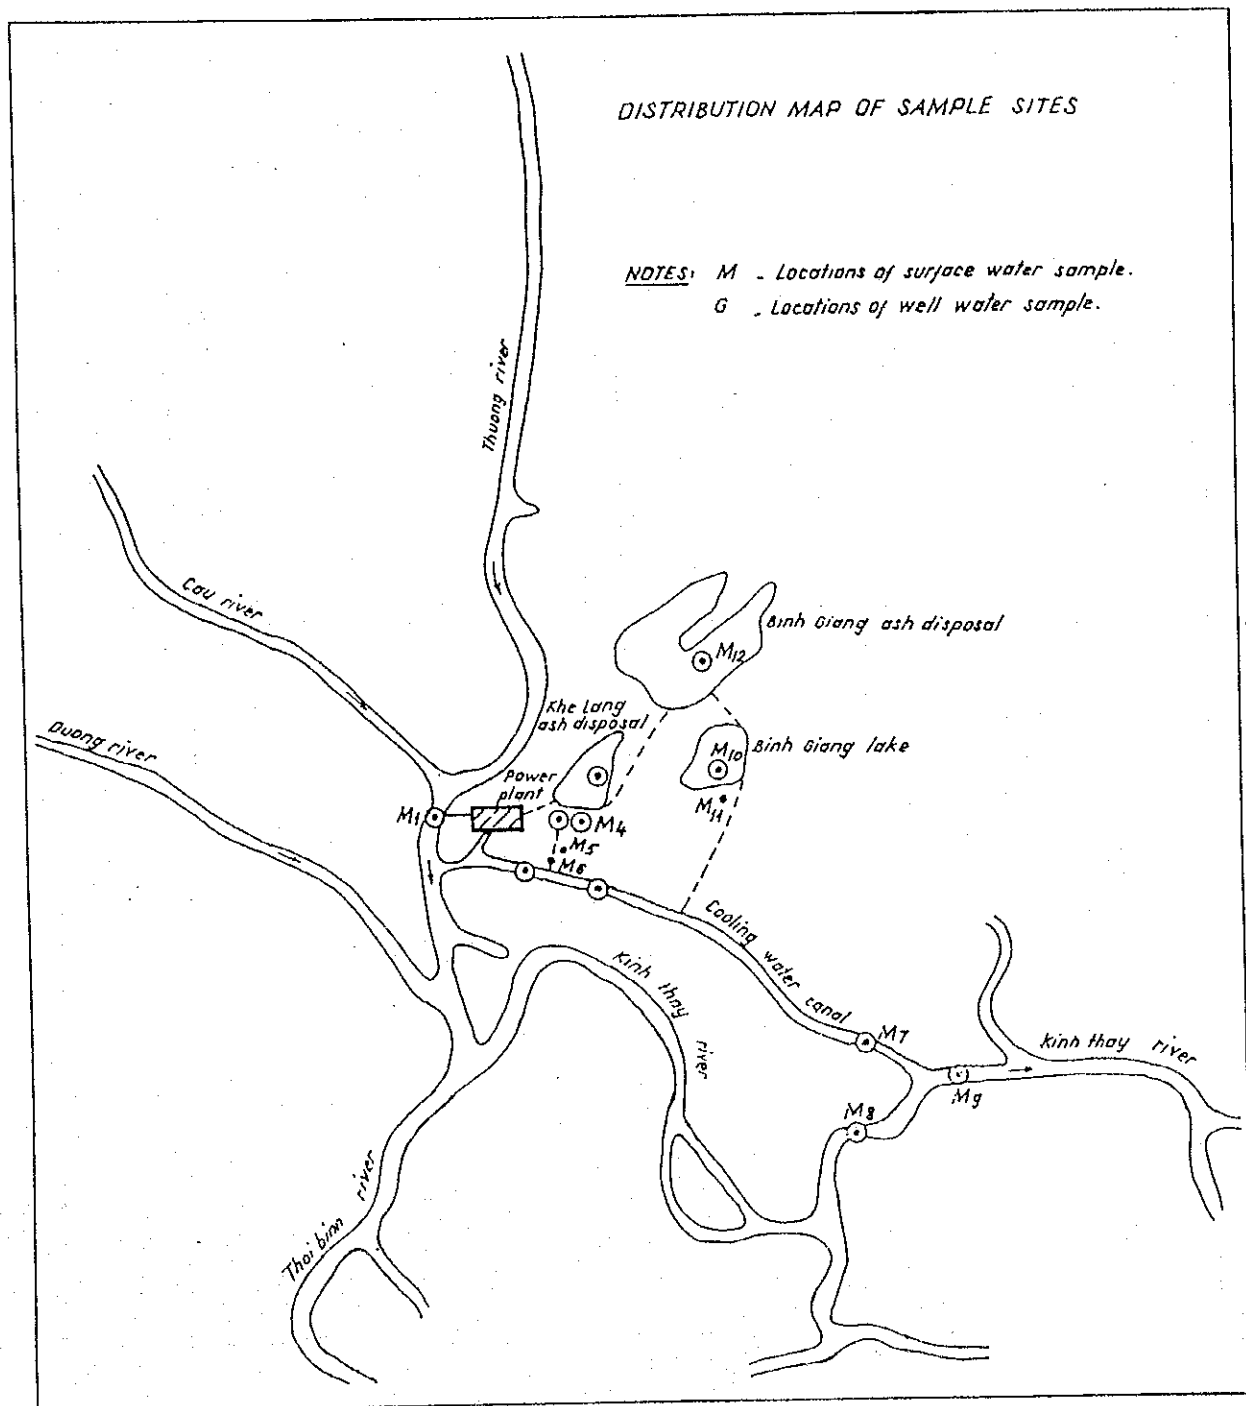 DISTRIBUTION MAP OF SAMPLE SITES
NOTES: M - Locations of surface water sample.
G - Locations of well water sample.
Thuong river
Cau river
Duong river
Binh Giang ash disposal
M12
Khe Lang
ash disposal
Binh Giang lake
M10
M11
Power
plant
M1
M4
M5
M6
Cooling water canal
Kinh thay river
M7
Kinh thay river
M9
M8
Thai binh river